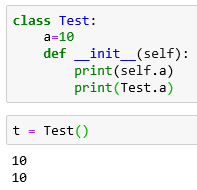 class Test:
    a=10
    def __init__(self):
        print(self.a)
        print(Test.a)
t = Test()
10
10